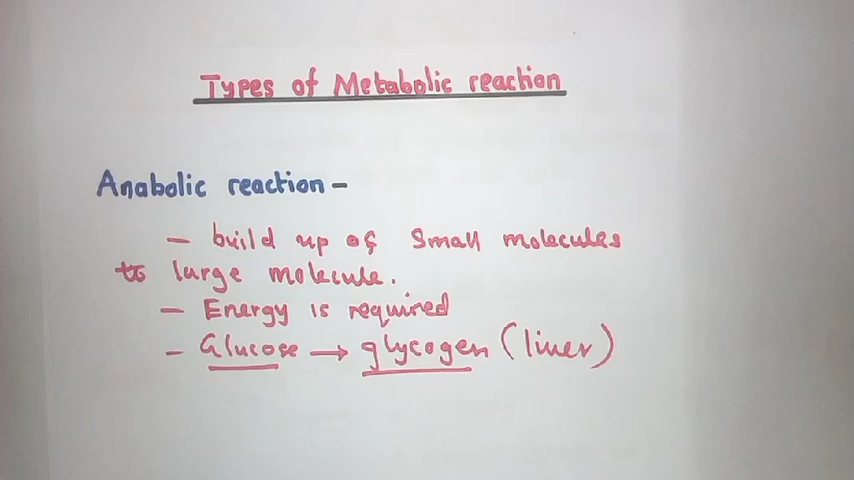 Types of Metabolic reaction
Anabolic reaction -
- build up of small molecules
to large molecule.
- Energy is required
- Glucose → glycogen (liver)